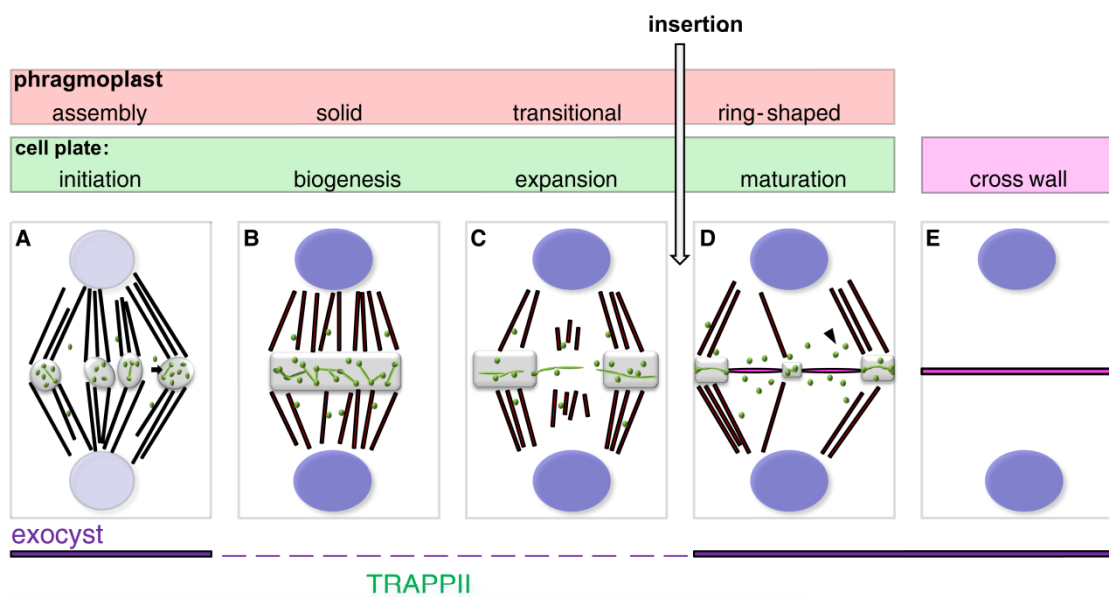 insertion
phragmoplast
assembly solid transitional ring-shaped
cell plate:
initiation biogenesis expansion maturation cross wall
A B C D E
exocyst
TRAPPII